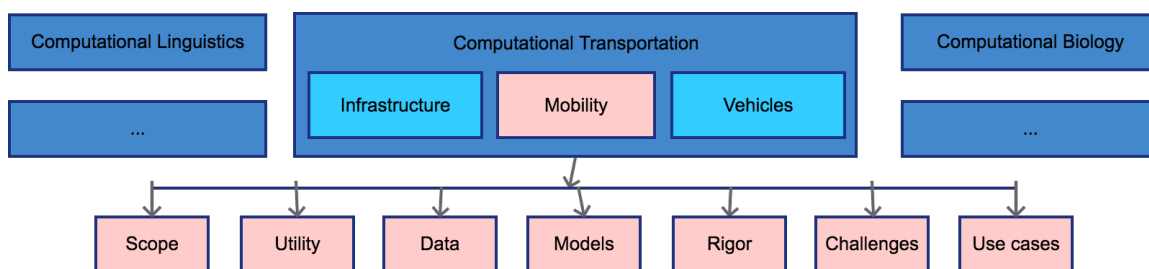 Computational Linguistics
Computational Transportation
Computational Biology
Infrastructure
Mobility
Vehicles
...
...
Scope
Utility
Data
Models
Rigor
Challenges
Use cases